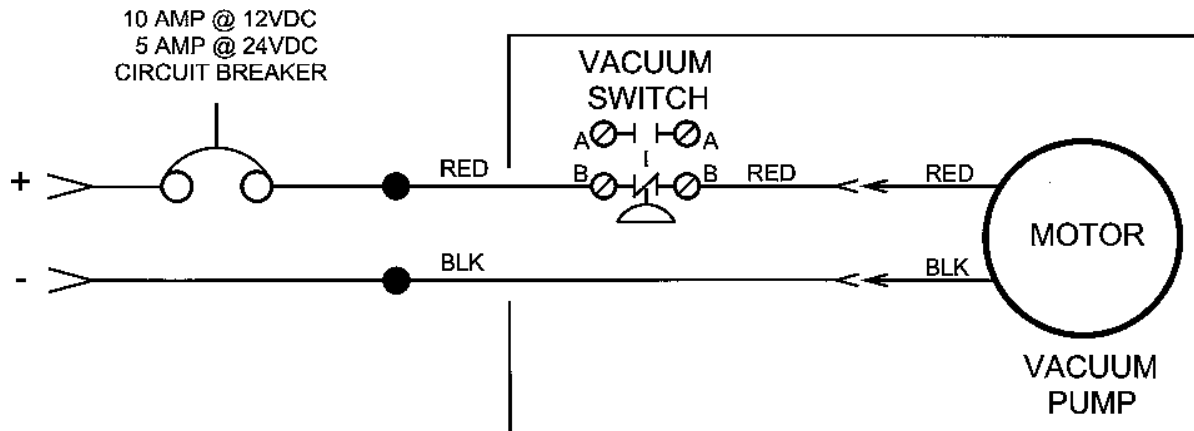 10 AMP @ 12VDC
5 AMP @ 24VDC
CIRCUIT BREAKER
VACUUM
SWITCH
A A
+ RED B B RED RED
MOTOR
- BLK BLK
VACUUM
PUMP